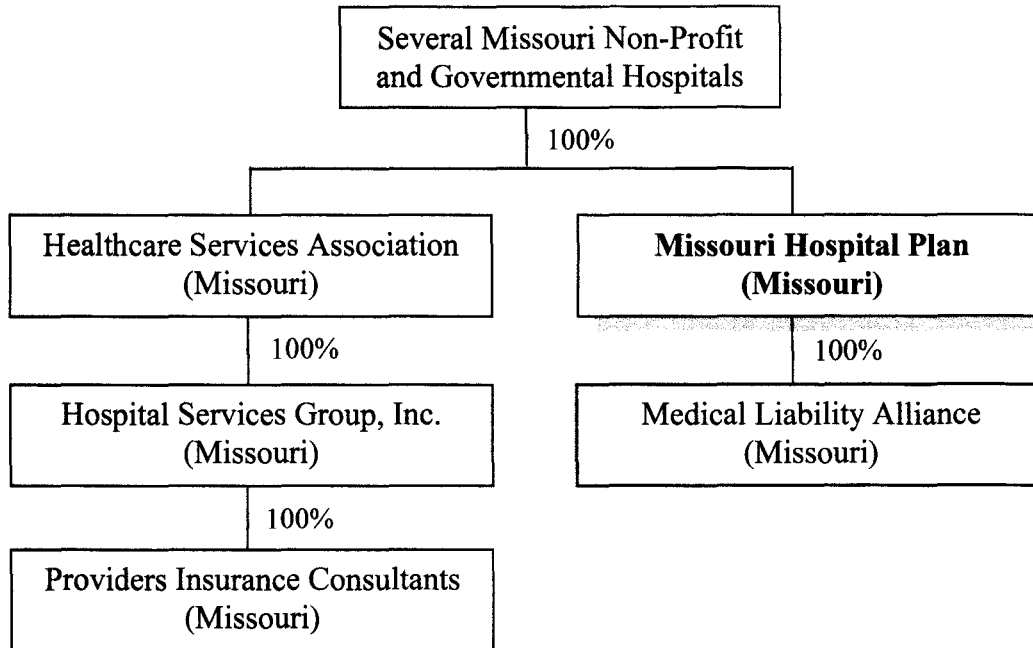 Several Missouri Non-Profit
and Governmental Hospitals
100%
Healthcare Services Association
(Missouri)
Missouri Hospital Plan
(Missouri)
100%
100%
Hospital Services Group, Inc.
(Missouri)
Medical Liability Alliance
(Missouri)
100%
Providers Insurance Consultants
(Missouri)